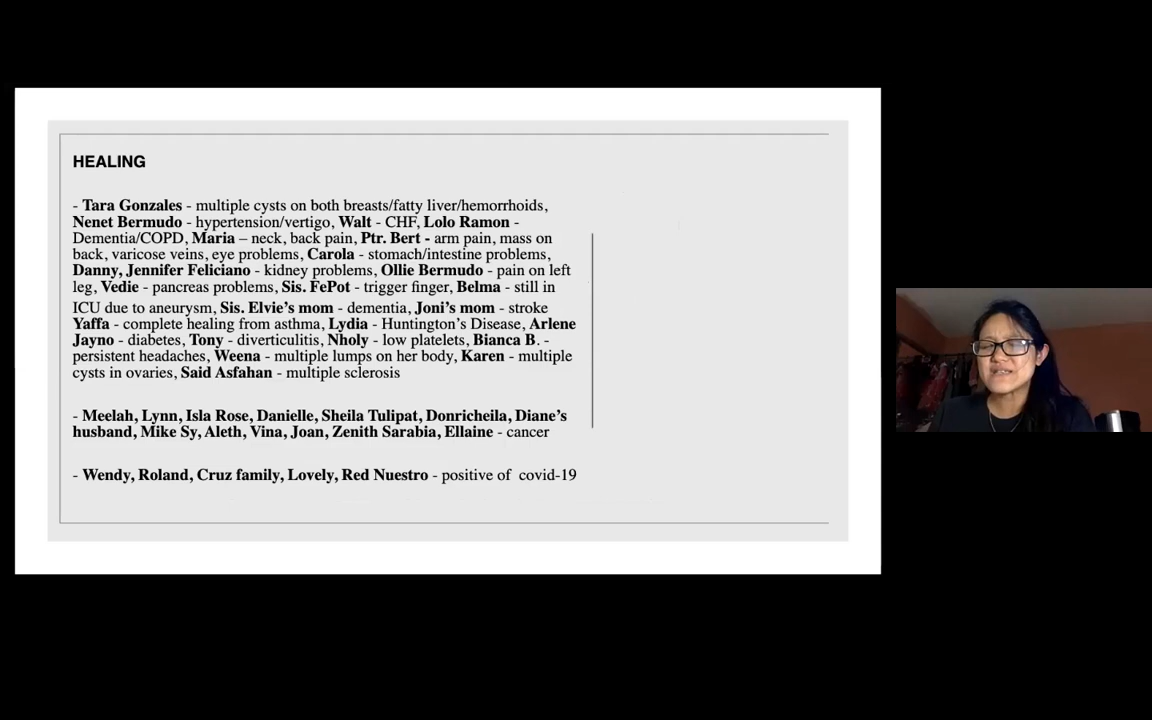 HEALING
- Tara Gonzales - multiple cysts on both breasts/fatty liver/hemorrhoids,
Nenet Bermudo - hypertension/vertigo, Walt - CHF, Lolo Ramon -
Dementia/COPD, Maria – neck, back pain, Ptr. Bert - arm pain, mass on
back, varicose veins, eye problems, Carola - stomach/intestine problems,
Danny, Jennifer Feliciano - kidney problems, Ollie Bermudo - pain on left
leg, Vedie - pancreas problems, Sis. FePot - trigger finger, Belma - still in
ICU due to aneurysm, Sis. Elvie’s mom - dementia, Joni’s mom - stroke
Yaffa - complete healing from asthma, Lydia - Huntington’s Disease, Arlene
Jayno - diabetes, Tony - diverticulitis, Nholy - low platelets, Bianca B. -
persistent headaches, Weena - multiple lumps on her body, Karen - multiple
cysts in ovaries, Said Asfahan - multiple sclerosis
- Meelah, Lynn, Isla Rose, Danielle, Sheila Tulipat, Donricheila, Diane’s
husband, Mike Sy, Aleth, Vina, Joan, Zenith Sarabia, Ellaine - cancer
- Wendy, Roland, Cruz family, Lovely, Red Nuestro - positive of covid-19